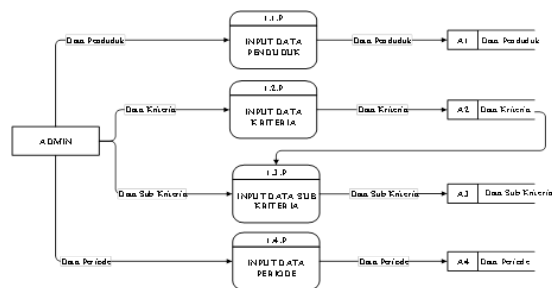 1.1.P
Data Penduduk
INPUT DATA
PENDUDUK
Data Penduduk
A1 Data Penduduk
1.2.P
Data Kriteria
INPUT DATA
KRITERIA
Data Kriteria
A2 Data Kriteria
ADMIN
1.3.P
Data Sub Kriteria
INPUT DATA SUB
KRITERIA
Data Sub Kriteria
A3 Data Sub Kriteria
1.4.P
Data Periode
INPUT DATA
PERIODE
Data Periode
A4 Data Periode